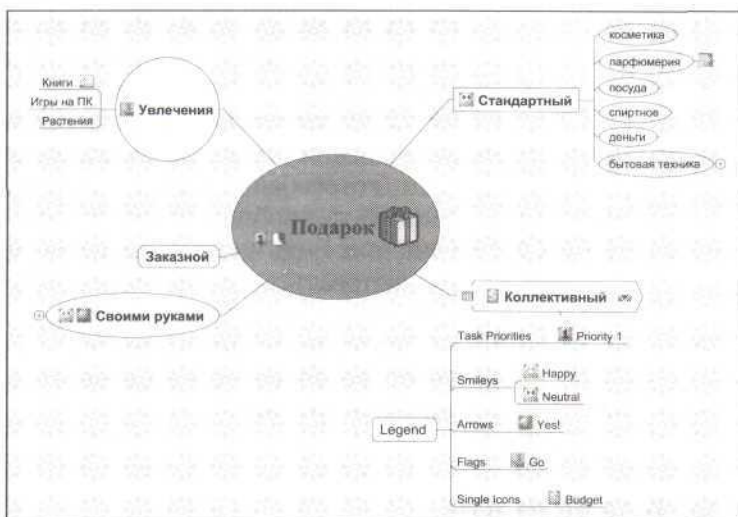 Книги
Игры на ПК
Растения
Увлечения
Стандартный
косметика
парфюмерия
посуда
спиртное
деньги
бытовая техника
Подарок
Заказной
Своими руками
Коллективный
Legend
Task Priorities
Priority 1
Smileys
Happy
Neutral
Arrows
Yes!
Flags
Go
Single Icons
Budget